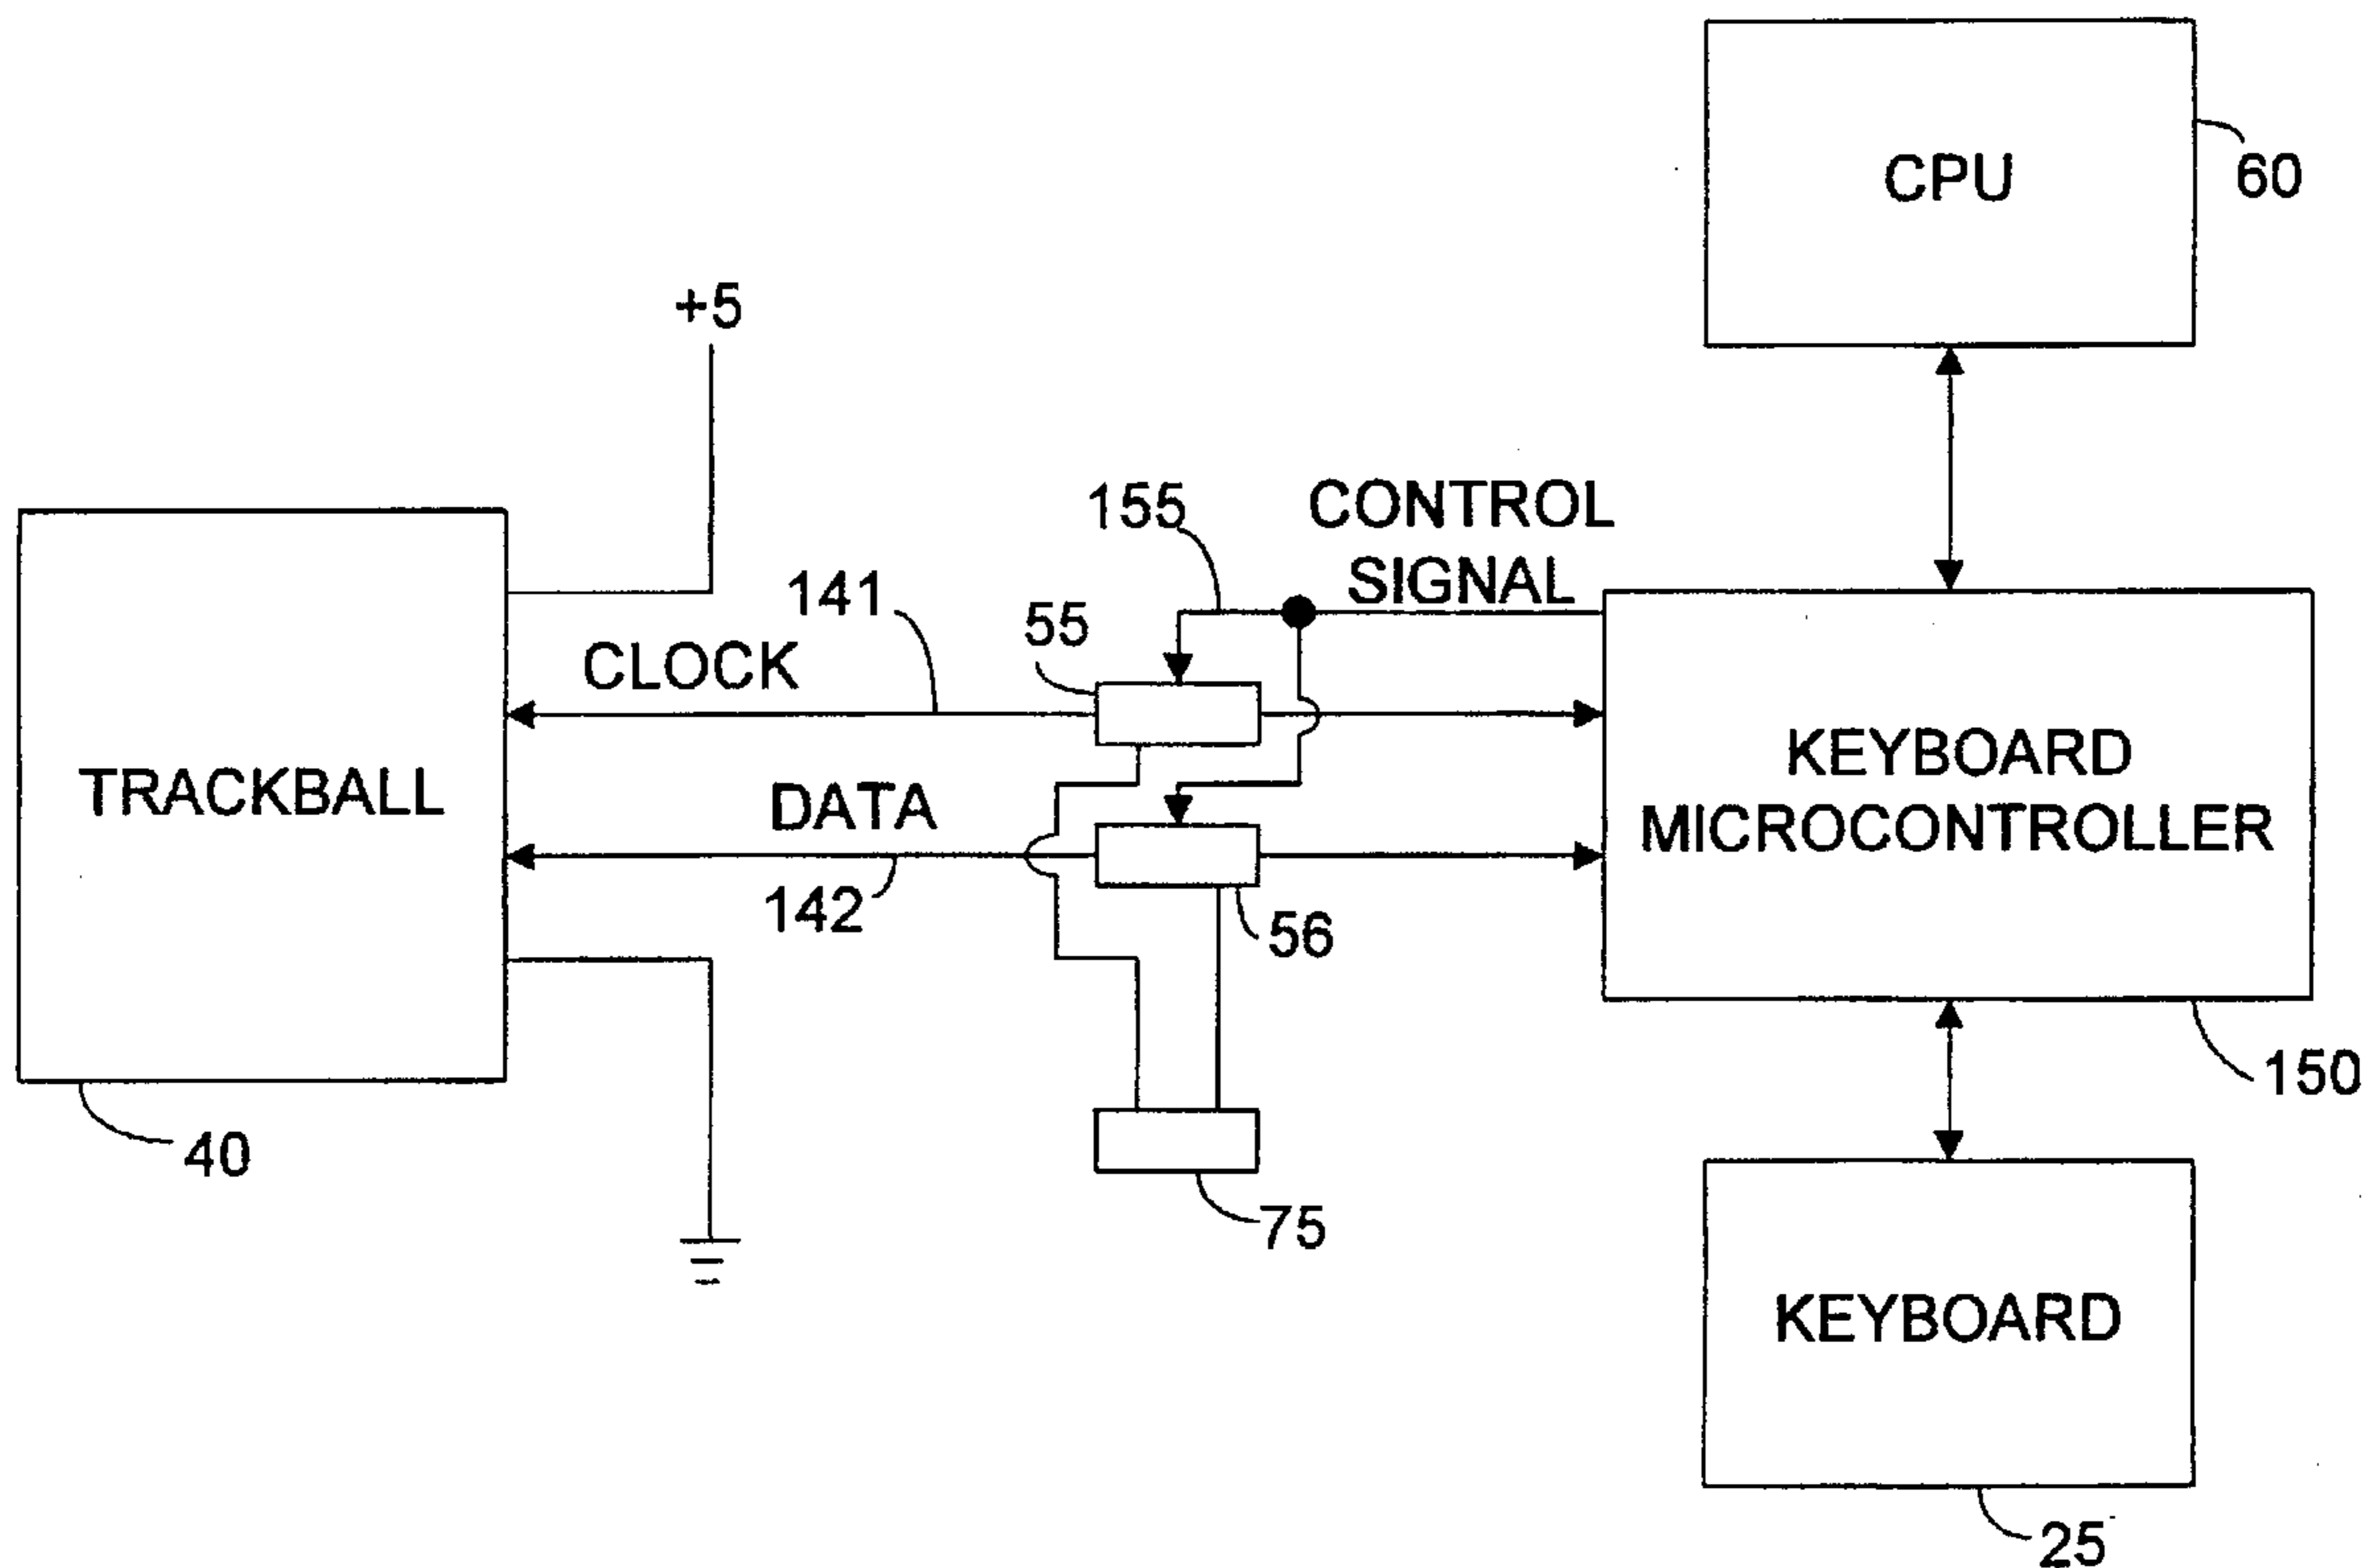 CPU
60
+5
155
CONTROL
SIGNAL
141
55
CLOCK
TRACKBALL
DATA
KEYBOARD
MICROCONTROLLER
142
56
150
40
75
KEYBOARD
25